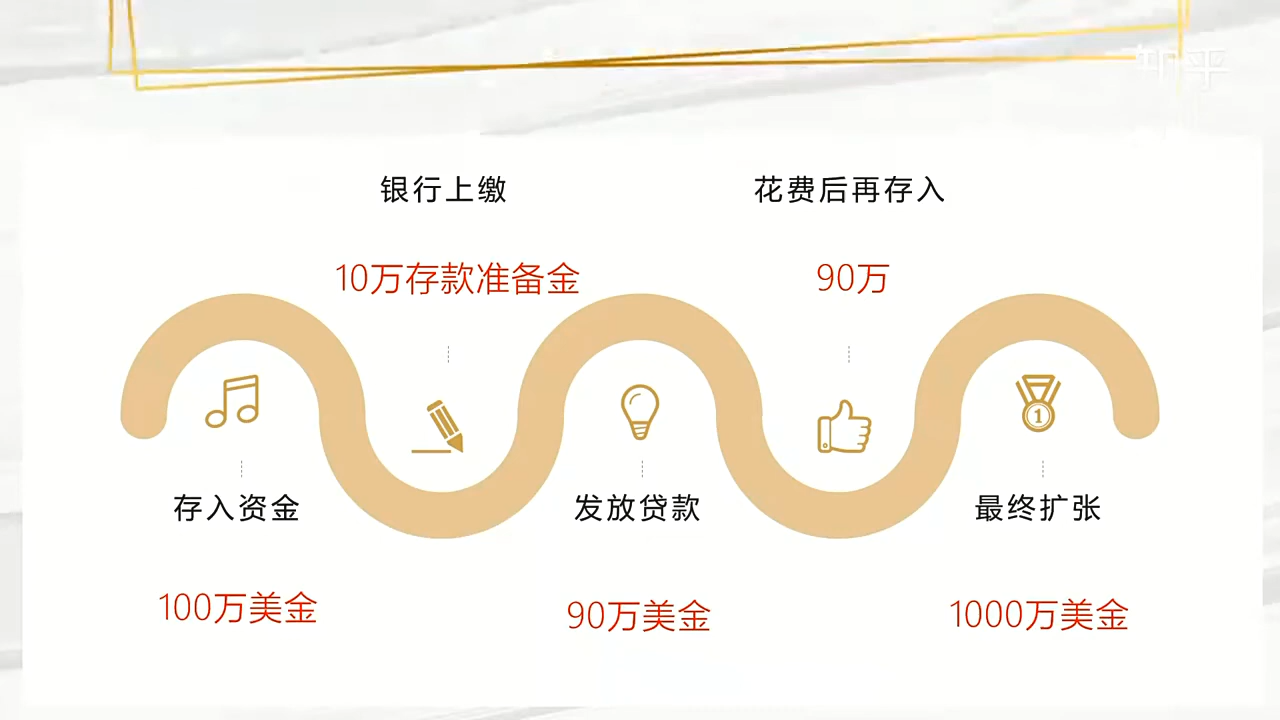 知乎
银行上缴
花费后再存入
10万存款准备金
90万
1
存入资金
发放贷款
最终扩张
100万美金
90万美金
1000万美金